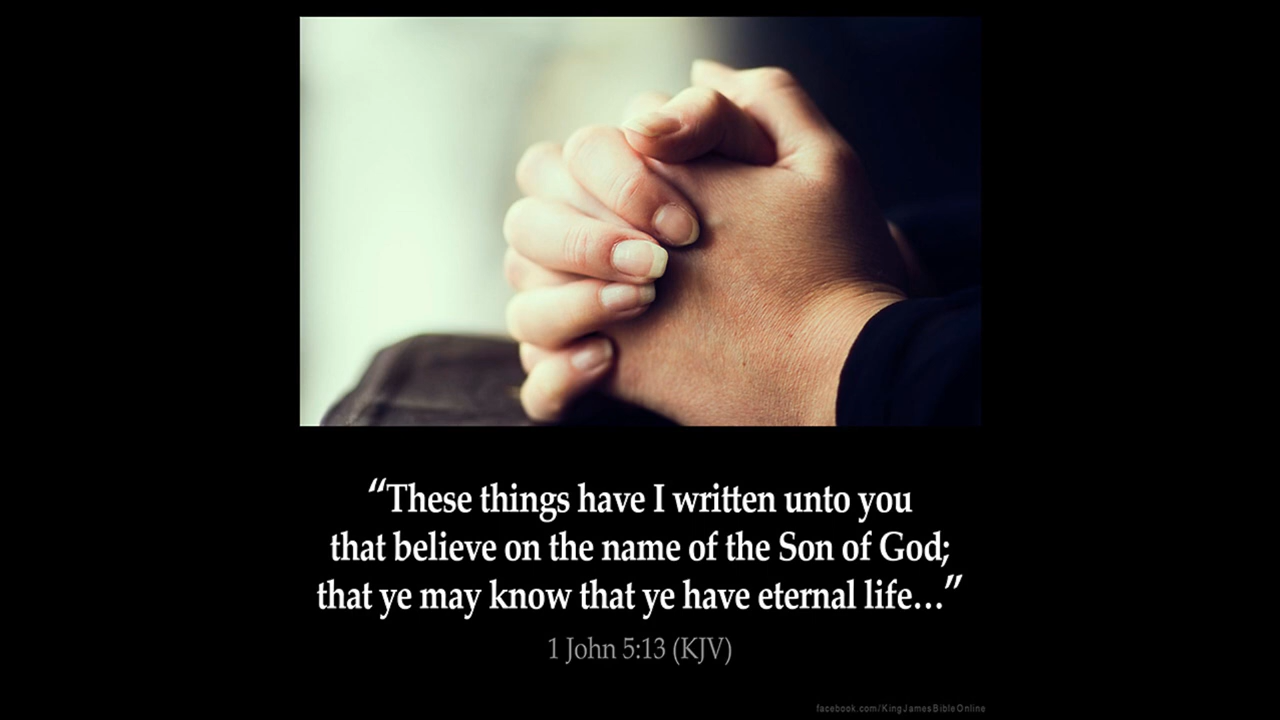 “These things have I written unto you
that believe on the name of the Son of God;
that ye may know that ye have eternal life...”
1 John 5:13 (KJV)
facebook.com/KingJamesBibleOnline